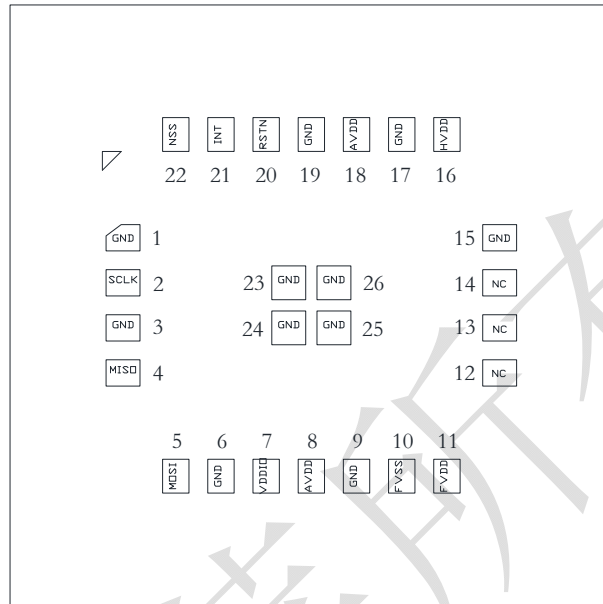 NSS INT RSTN GND AVDD GND HVDD
22 21 20 19 18 17 16
GND 1 15 GND
SCLK 2 23 GND GND 26 14 NC
GND 3 24 GND GND 25 13 NC
MISO 4 12 NC
5 6 7 8 9 10 11
MOSI GND VDDIO AVDD GND FVSS FVDD
所有